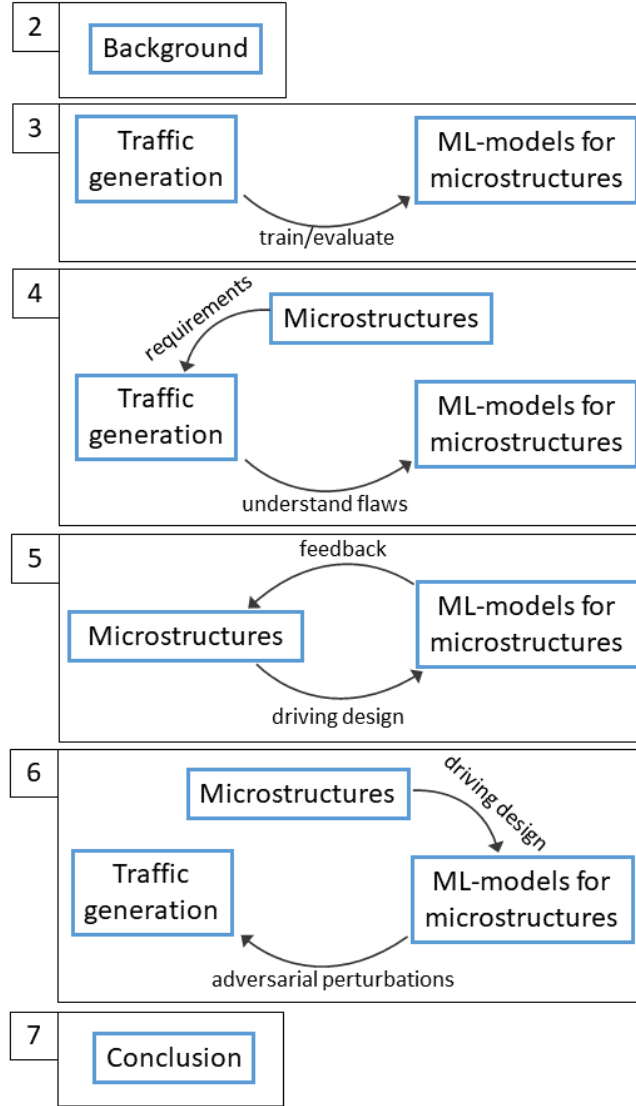 2
Background
3
Traffic
generation
ML-models for
microstructures
train/evaluate
4
requirements
Microstructures
Traffic
generation
ML-models for
microstructures
understand flaws
5
feedback
Microstructures
ML-models for
microstructures
driving design
6
Microstructures
driving design
Traffic
generation
ML-models for
microstructures
adversarial perturbations
7
Conclusion